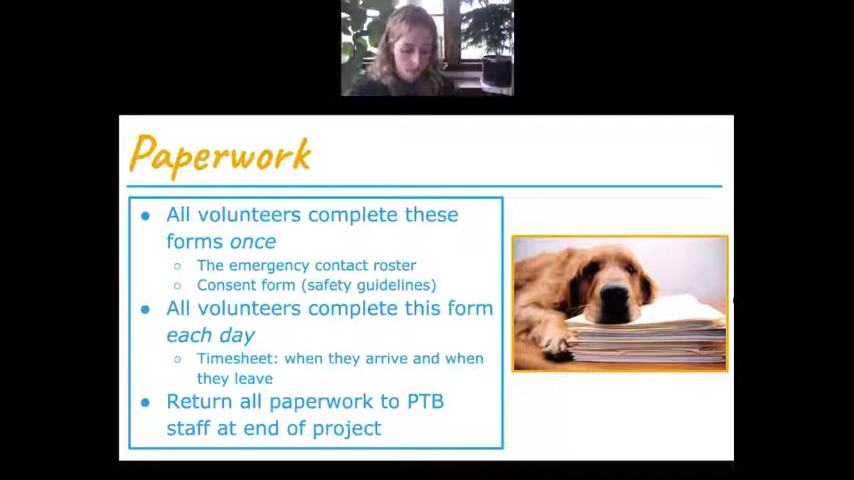 Paperwork
● All volunteers complete these
forms once
○ The emergency contact roster
○ Consent form (safety guidelines)
● All volunteers complete this form
each day
○ Timesheet: when they arrive and when
they leave
● Return all paperwork to PTB
staff at end of project